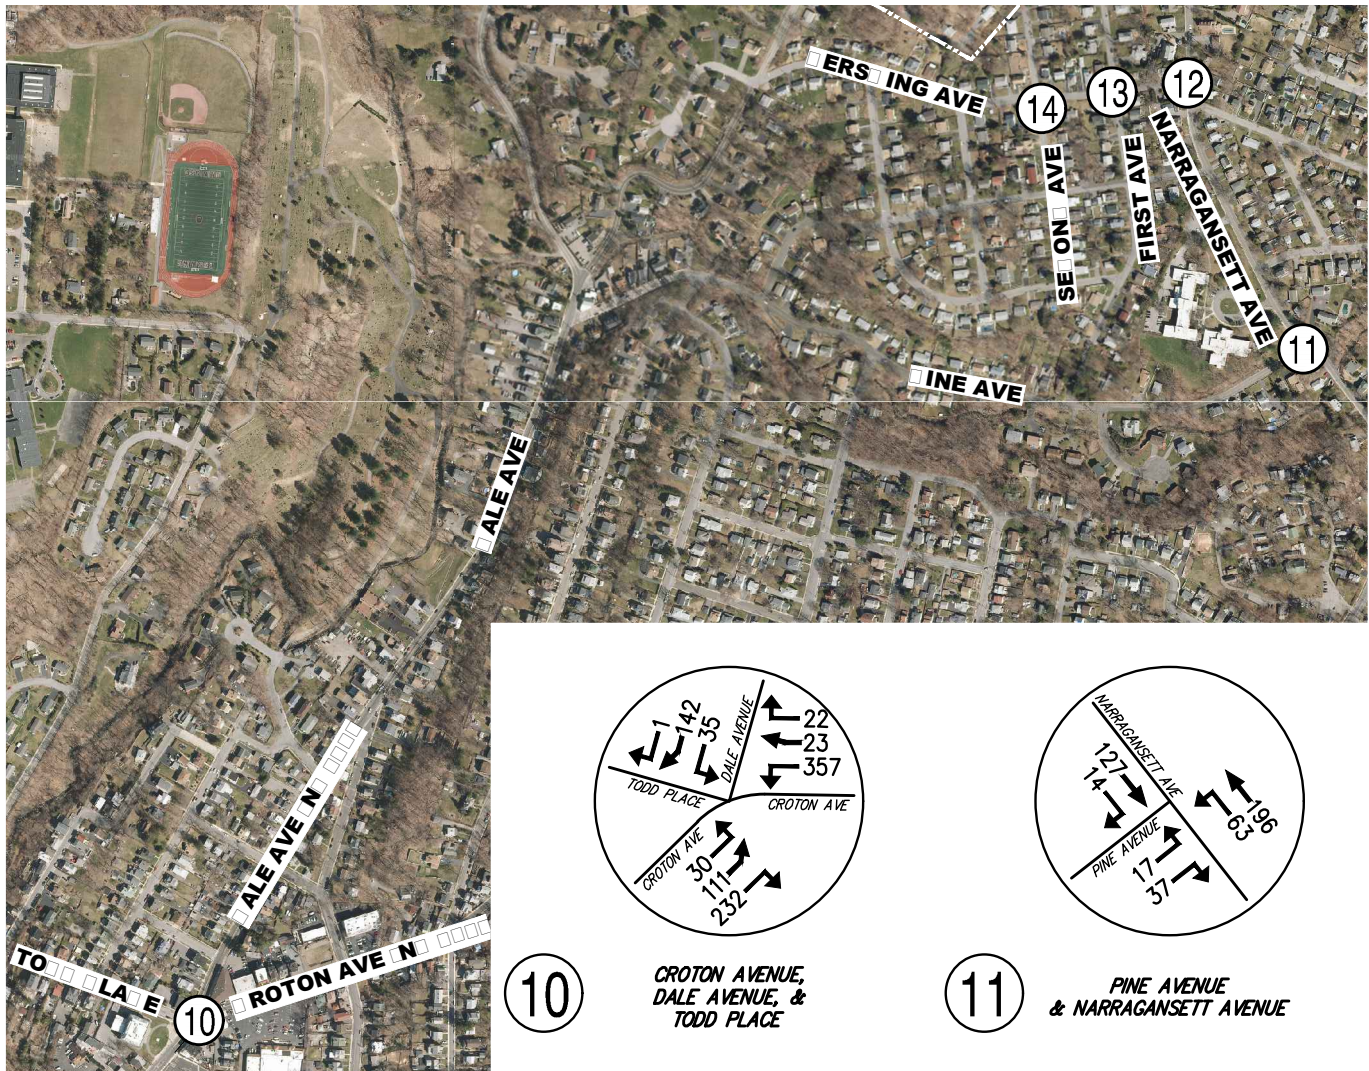 □ERS□ING AVE
14
13
12
SE□ON□ AVE
FIRST AVE
NARRAGANSETT AVE
11
□INE AVE
□ALE AVE
□ALE AVEN□□□□□
TO□□ □LA□E
10
□ROTON AVEN□□□□□
1
142
35
DALE AVENUE
22
23
357
TODD PLACE
CROTON AVE
CROTON AVE
30
111
232
10
CROTON AVENUE,
DALE AVENUE, &
TODD PLACE
NARRAGANSETT AVE
127
14
196
63
PINE AVENUE
17
37
11
PINE AVENUE
& NARRAGANSETT AVENUE